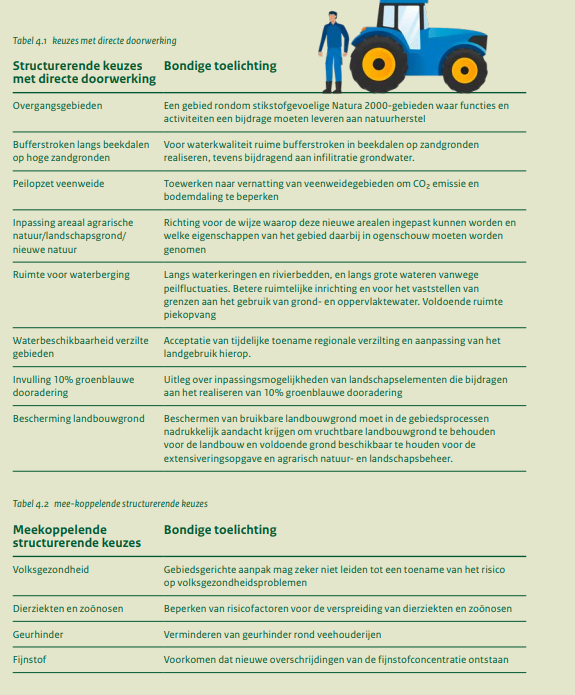 Tabel 4.1 keuzes met directe doorwerking
Structurerende keuzes
met directe doorwerking
Bondige toelichting
Overgangsgebieden
Een gebied rondom stikstofgevoelige Natura 2000-gebieden waar functies en
activiteiten een bijdrage moeten leveren aan natuurherstel
Bufferstroken langs beekdalen
op hoge zandgronden
Voor waterkwaliteit ruime bufferstroken in beekdalen op zandgronden
realiseren, tevens bijdragend aan infiltratie grondwater.
Peilopzet veenweide
Toewerken naar vernatting van veenweidegebieden om CO₂ emissie en
bodemdaling te beperken
Inpassing areaal agrarische
natuur/landschapsgrond/
nieuwe natuur
Richting voor de wijze waarop deze nieuwe arealen ingepast kunnen worden en
welke eigenschappen van het gebied daarbij in ogenschouw moeten worden
genomen
Ruimte voor waterberging
Langs waterkeringen en rivierbedden, en langs grote wateren vanwege
peilfluctuaties. Betere ruimtelijke inrichting en voor het vaststellen van
grenzen aan het gebruik van grond- en oppervlaktewater. Voldoende ruimte
piekopvang
Waterbeschikbaarheid verzilte
gebieden
Acceptatie van tijdelijke toename regionale verzilting en aanpassing van het
landgebruik hierop.
Invulling 10% groenblauwe
dooradering
Uitleg over inpassingsmogelijkheden van landschapselementen die bijdragen
aan het realiseren van 10% groenblauwe dooradering
Bescherming landbouwgrond
Beschermen van bruikbare landbouwgrond moet in de gebiedsprocessen
nadrukkelijk aandacht krijgen om vruchtbare landbouwgrond te behouden
voor de landbouw en voldoende grond beschikbaar te houden voor de
extensiveringsopgave en agrarisch natuur- en landschapsbeheer.
Tabel 4.2 mee-koppelende structurerende keuzes
Meekoppelende
structurerende keuzes
Bondige toelichting
Volksgezondheid
Gebiedsgerichte aanpak mag zeker niet leiden tot een toename van het risico
op volksgezondheidsproblemen
Dierziekten en zoönosen
Beperken van risicofactoren voor de verspreiding van dierziekten en zoönosen
Geurhinder
Verminderen van geurhinder rond veehouderijen
Fijnstof
Voorkomen dat nieuwe overschrijdingen van de fijnstofconcentratie ontstaan